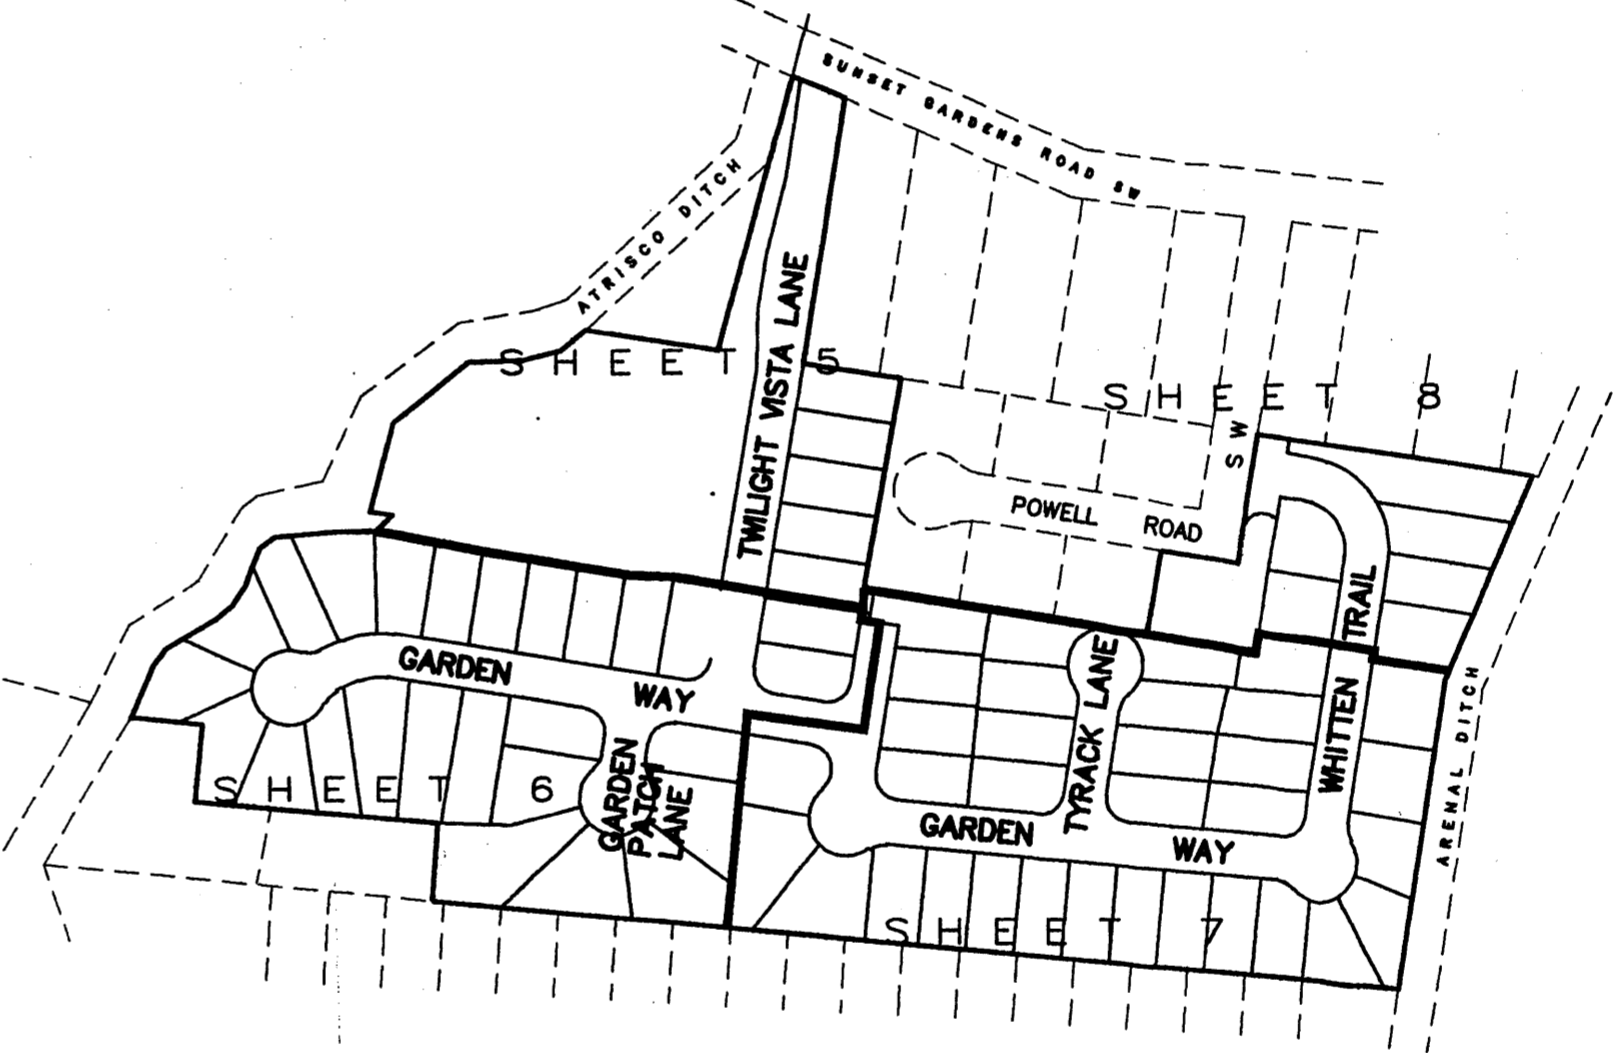 SUNSET GARDENS ROAD SW
ATRISCO DITCH
TWILIGHT VISTA LANE
SHEET 5
SHEET 8
SW
POWELL ROAD
TRAIL
WHITTEN
GARDEN WAY
TYRACK LANE
ARENAL DITCH
GARDEN
PATCH
LANE
SHEET 6
GARDEN WAY
SHEET 7